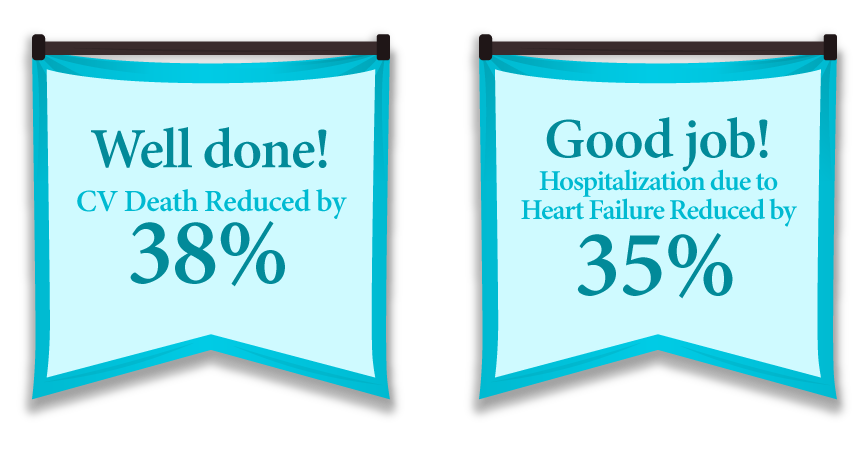 Well done!
CV Death Reduced by
38%
Good job!
Hospitalization due to
Heart Failure Reduced by
35%